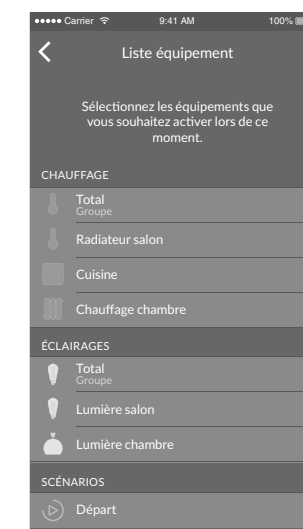 Carrier 9:41 AM 100%
Liste équipement
Sélectionnez les équipements que
vous souhaitez activer lors de ce
moment.
CHAUFFAGE
Total
Groupe
Radiateur salon
Cuisine
Chauffage chambre
ÉCLAIRAGES
Total
Groupe
Lumière salon
Lumière chambre
SCÉNARIOS
Départ